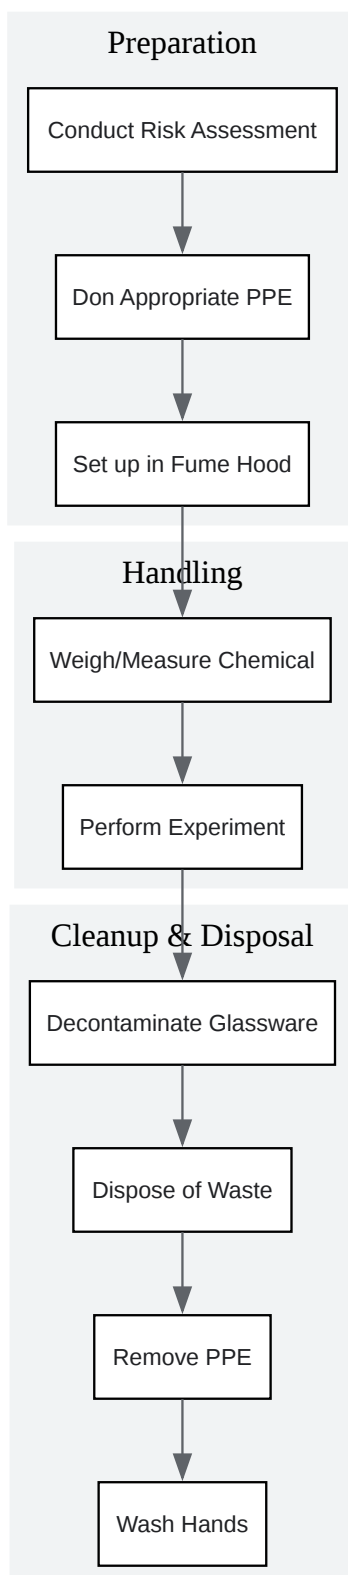 Preparation
Conduct Risk Assessment
Don Appropriate PPE
Set up in Fume Hood
Handling
Weigh/Measure Chemical
Perform Experiment
Cleanup & Disposal
Decontaminate Glassware
Dispose of Waste
Remove PPE
Wash Hands